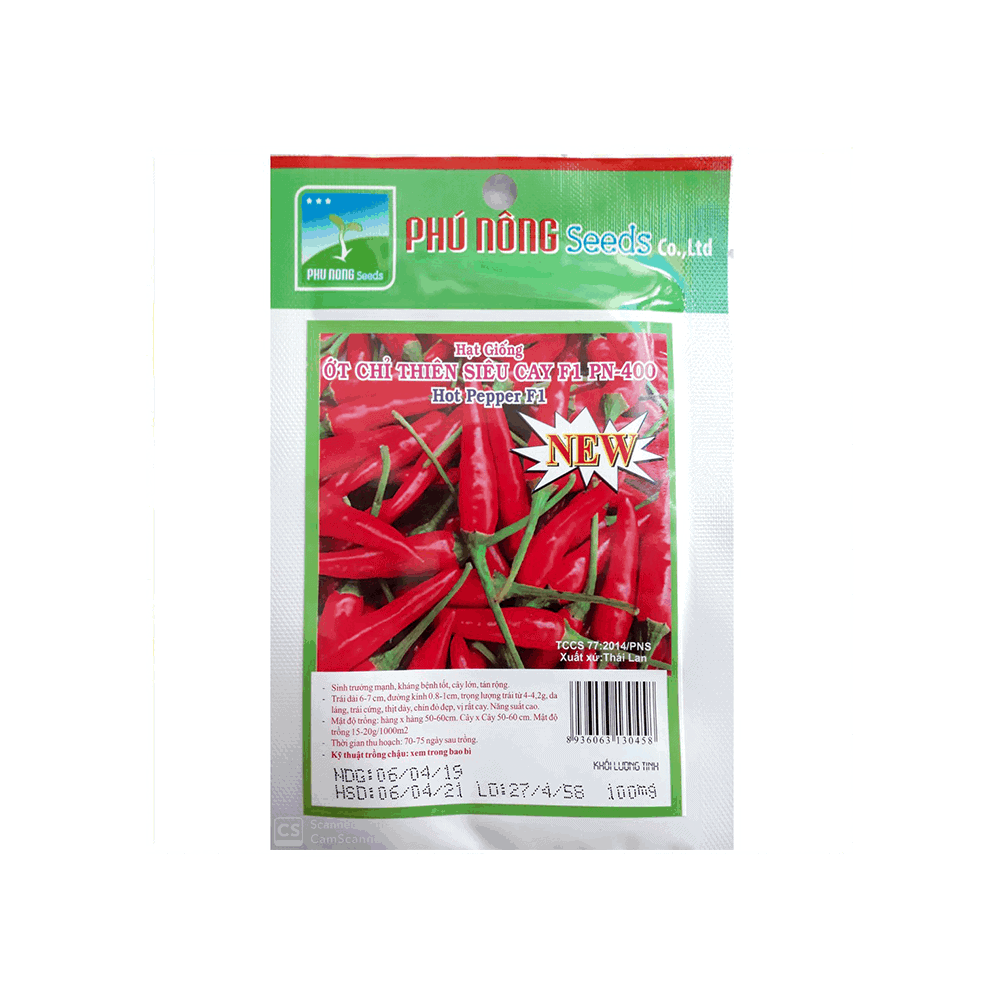 PHU NONG Seeds
PHÚ NÔNG Seeds Co.,Ltd
Hạt Giống
ỚT CHỈ THIÊN SIÊU CAY F1 PN-400
Hot Pepper F1
NEW
TCCS 77:2014/PNS
Xuất xứ:Thái Lan
- Sinh trưởng mạnh, kháng bệnh tốt, cây lớn, tán rộng.
- Trái dài 6-7 cm, đường kính 0.8-1cm, trọng lượng trái từ 4-4,2g, da
láng, trái cứng, thịt dày, chín đỏ đẹp, vị rất cay. Năng suất cao.
- Mật độ trồng: hàng x hàng 50-60cm. Cây x Cây 50-60 cm. Mật độ
trồng 15-20g/1000m2
- Thời gian thu hoạch: 70-75 ngày sau trồng.
- Kỹ thuật trồng chậu: xem trong bao bì
8936063130458
KHỐI LƯỢNG TỊNH
NDG:06/04/19
HSD:06/04/21 LO:27/4/58 100mg
CS
CamScanne